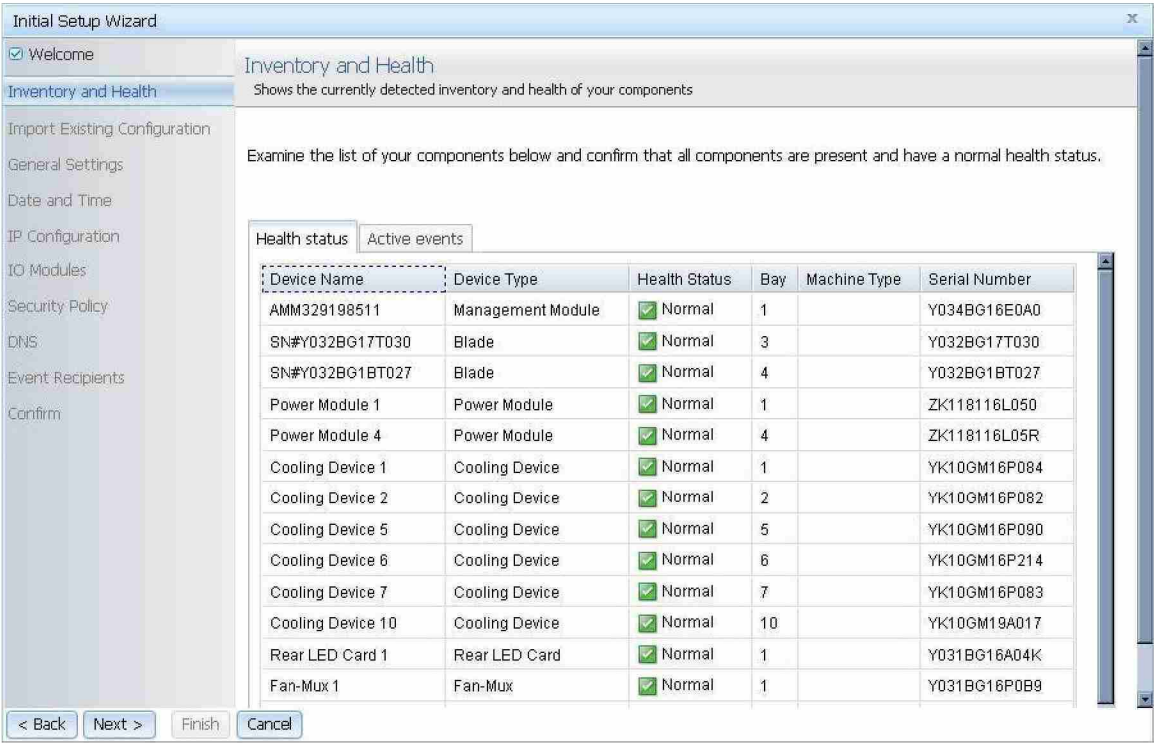 Initial Setup Wizard x
Welcome
Inventory and Health
Import Existing Configuration
General Settings
Date and Time
IP Configuration
IO Modules
Security Policy
DNS
Event Recipients
Confirm
Inventory and Health
Shows the currently detected inventory and health of your components
Examine the list of your components below and confirm that all components are present and have a normal health status.
Health status Active events
Device Name Device Type Health Status Bay Machine Type Serial Number
AMM329198511 Management Module Normal 1 Y034BG16E0A0
SN#Y032BG17T030 Blade Normal 3 Y032BG17T030
SN#Y032BG1BT027 Blade Normal 4 Y032BG1BT027
Power Module 1 Power Module Normal 1 ZK118116L050
Power Module 4 Power Module Normal 4 ZK118116L05R
Cooling Device 1 Cooling Device Normal 1 YK10GM16P084
Cooling Device 2 Cooling Device Normal 2 YK10GM16P082
Cooling Device 5 Cooling Device Normal 5 YK10GM16P090
Cooling Device 6 Cooling Device Normal 6 YK10GM16P214
Cooling Device 7 Cooling Device Normal 7 YK10GM16P083
Cooling Device 10 Cooling Device Normal 10 YK10GM19A017
Rear LED Card 1 Rear LED Card Normal 1 Y031BG16A04K
Fan-Mux 1 Fan-Mux Normal 1 Y031BG16P0B9
< Back Next > Finish Cancel